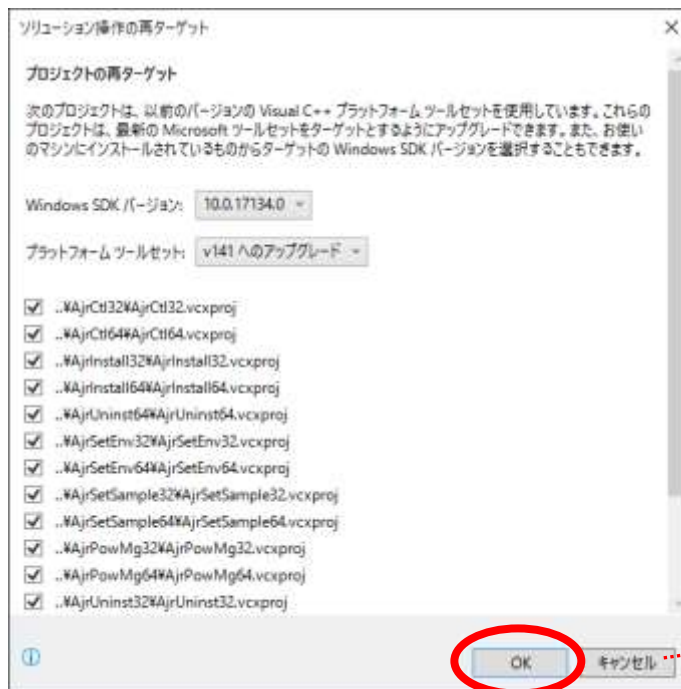 ソリューション操作の再ターゲット
プロジェクトの再ターゲット
次のプロジェクトは、以前のバージョンの Visual C++ プラットフォーム ツールセットを使用しています。これらの
プロジェクトは、最新の Microsoft ツールセットをターゲットとするようにアップグレードできます。また、お使い
のマシンにインストールされているものからターゲットの Windows SDK バージョンを選択することもできます。
Windows SDK バージョン: 10.0.17134.0
プラットフォーム ツールセット: v141 へのアップグレード
..¥AjrCtl32¥AjrCtl32.vcxproj
..¥AjrCtl64¥AjrCtl64.vcxproj
..¥AjrInstall32¥AjrInstall32.vcxproj
..¥AjrInstall64¥AjrInstall64.vcxproj
..¥AjrUninst64¥AjrUninst64.vcxproj
..¥AjrSetEnv32¥AjrSetEnv32.vcxproj
..¥AjrSetEnv64¥AjrSetEnv64.vcxproj
..¥AjrSetSample32¥AjrSetSample32.vcxproj
..¥AjrSetSample64¥AjrSetSample64.vcxproj
..¥AjrPowMg32¥AjrPowMg32.vcxproj
..¥AjrPowMg64¥AjrPowMg64.vcxproj
..¥AjrUninst32¥AjrUninst32.vcxproj
OK キャンセル